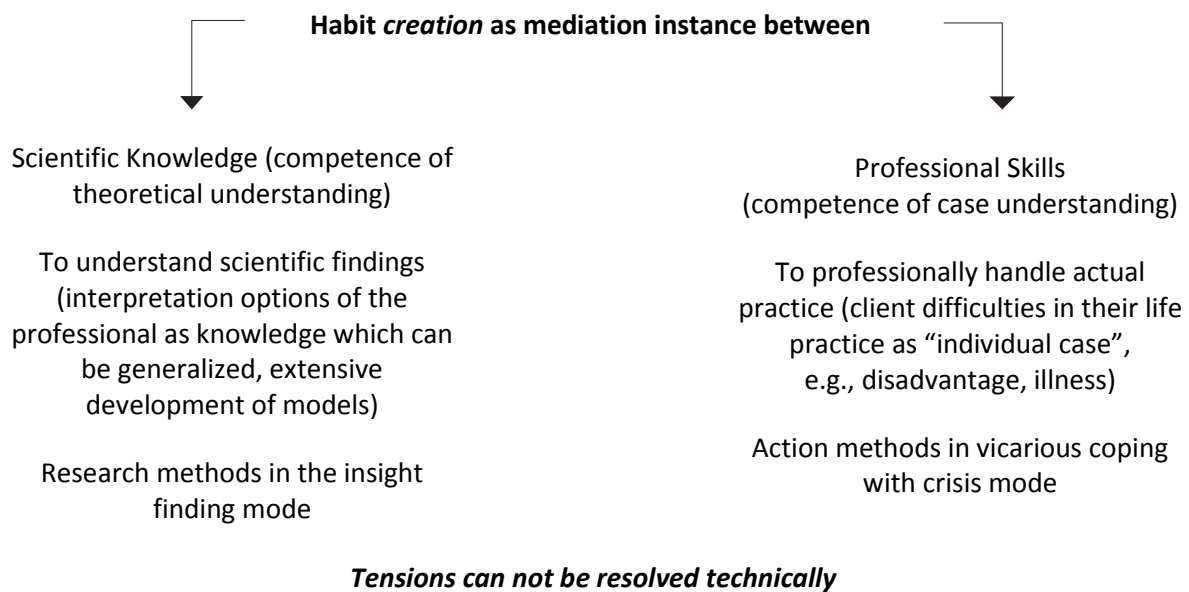 Habit creation as mediation instance between
Scientific Knowledge (competence of
theoretical understanding)
To understand scientific findings
(interpretation options of the
professional as knowledge which can
be generalized, extensive
development of models)
Research methods in the insight
finding mode
Professional Skills
(competence of case understanding)
To professionally handle actual
practice (client difficulties in their life
practice as “individual case”,
e.g., disadvantage, illness)
Action methods in vicarious coping
with crisis mode
Tensions can not be resolved technically